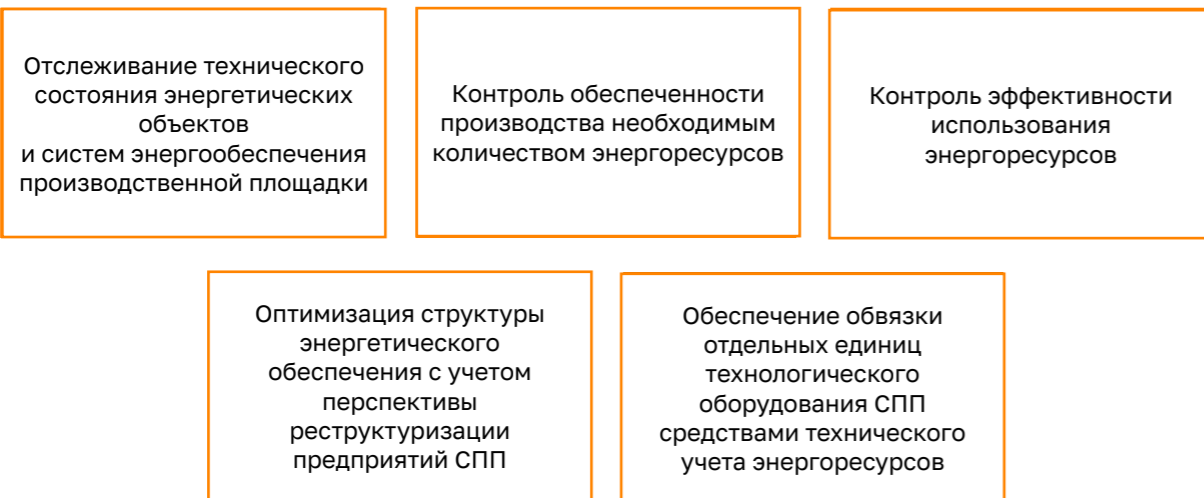 Отслеживание технического
состояния энергетических
объектов
и систем энергообеспечения
производственной площадки
Контроль обеспеченности
производства необходимым
количеством энергоресурсов
Контроль эффективности
использования
энергоресурсов
Оптимизация структуры
энергетического
обеспечения с учетом
перспективы
реструктуризации
предприятий СПП
Обеспечение обвязки
отдельных единиц
технологического
оборудования СПП
средствами технического
учета энергоресурсов